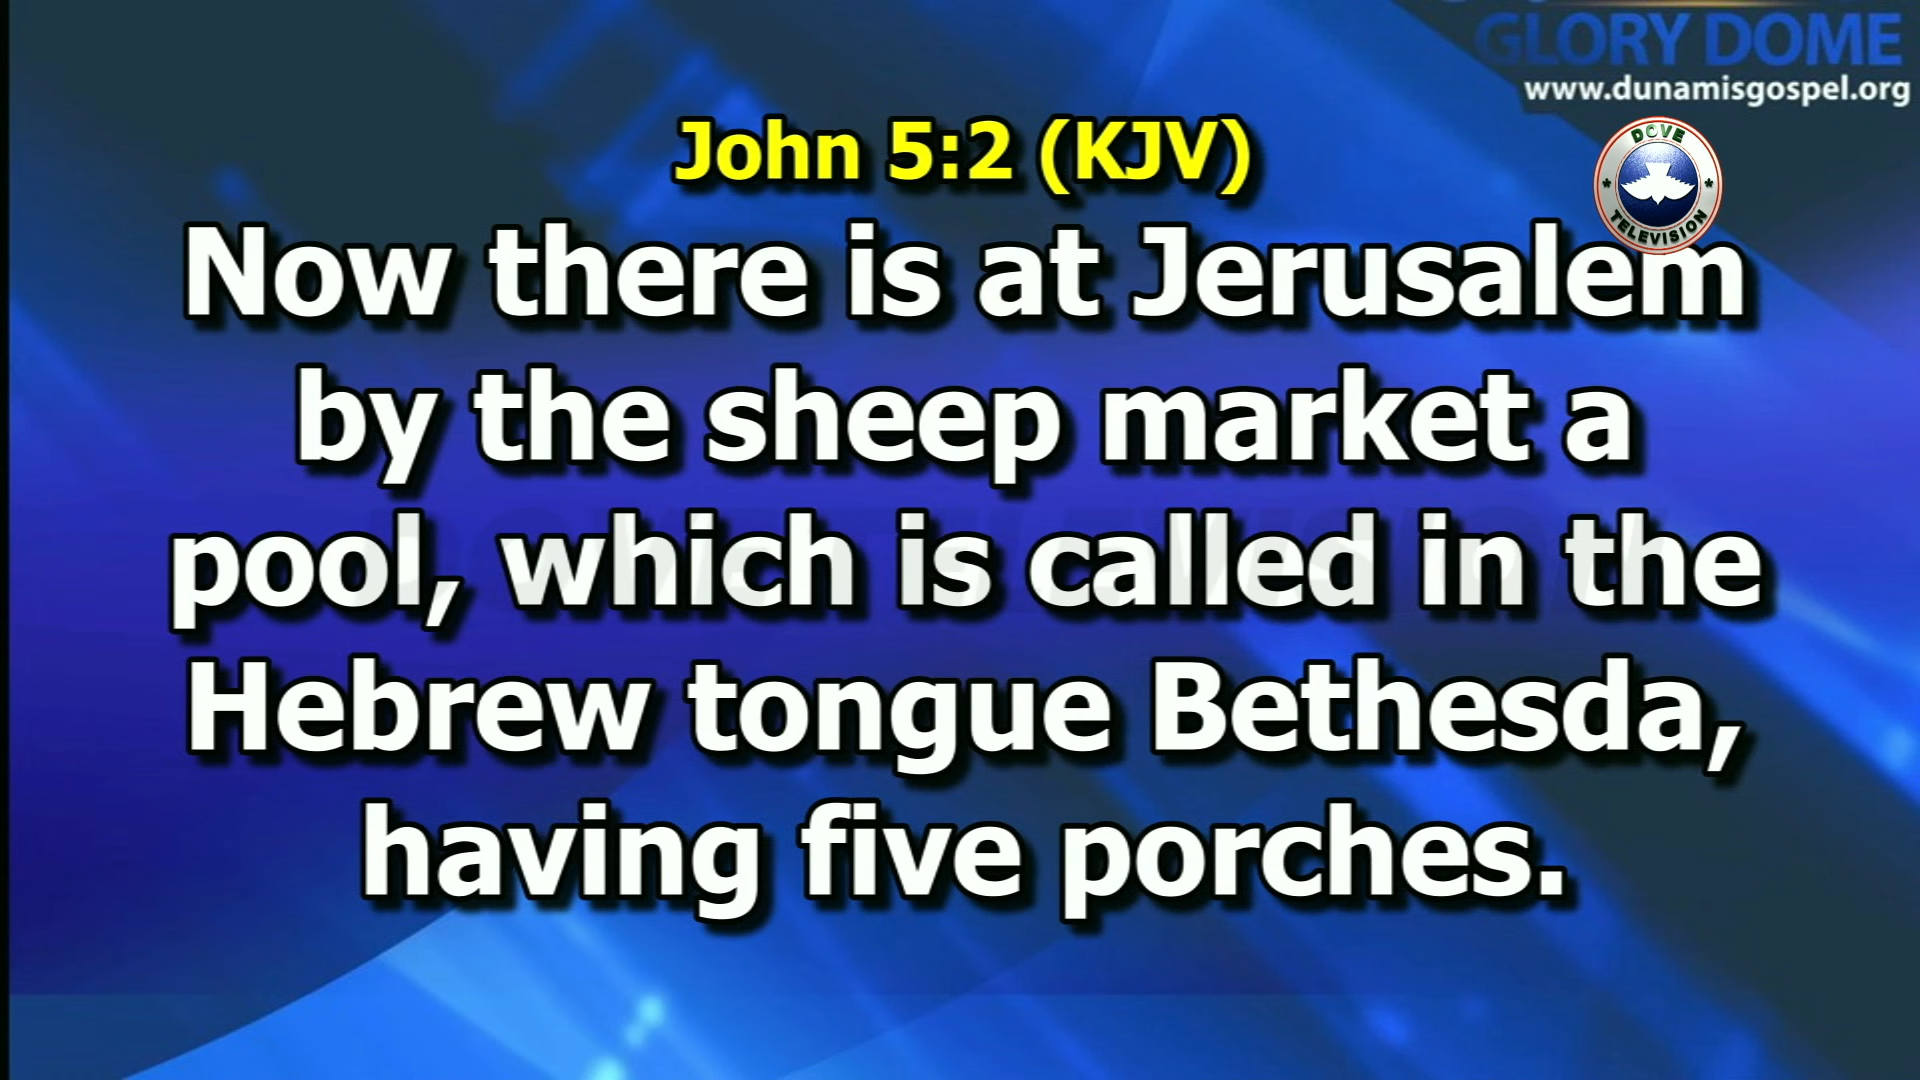 GLORY DOME
www.dunamisgospel.org
DOVE
TELEVISION
John 5:2 (KJV)
Now there is at Jerusalem
by the sheep market a
pool, which is called in the
Hebrew tongue Bethesda,
having five porches.